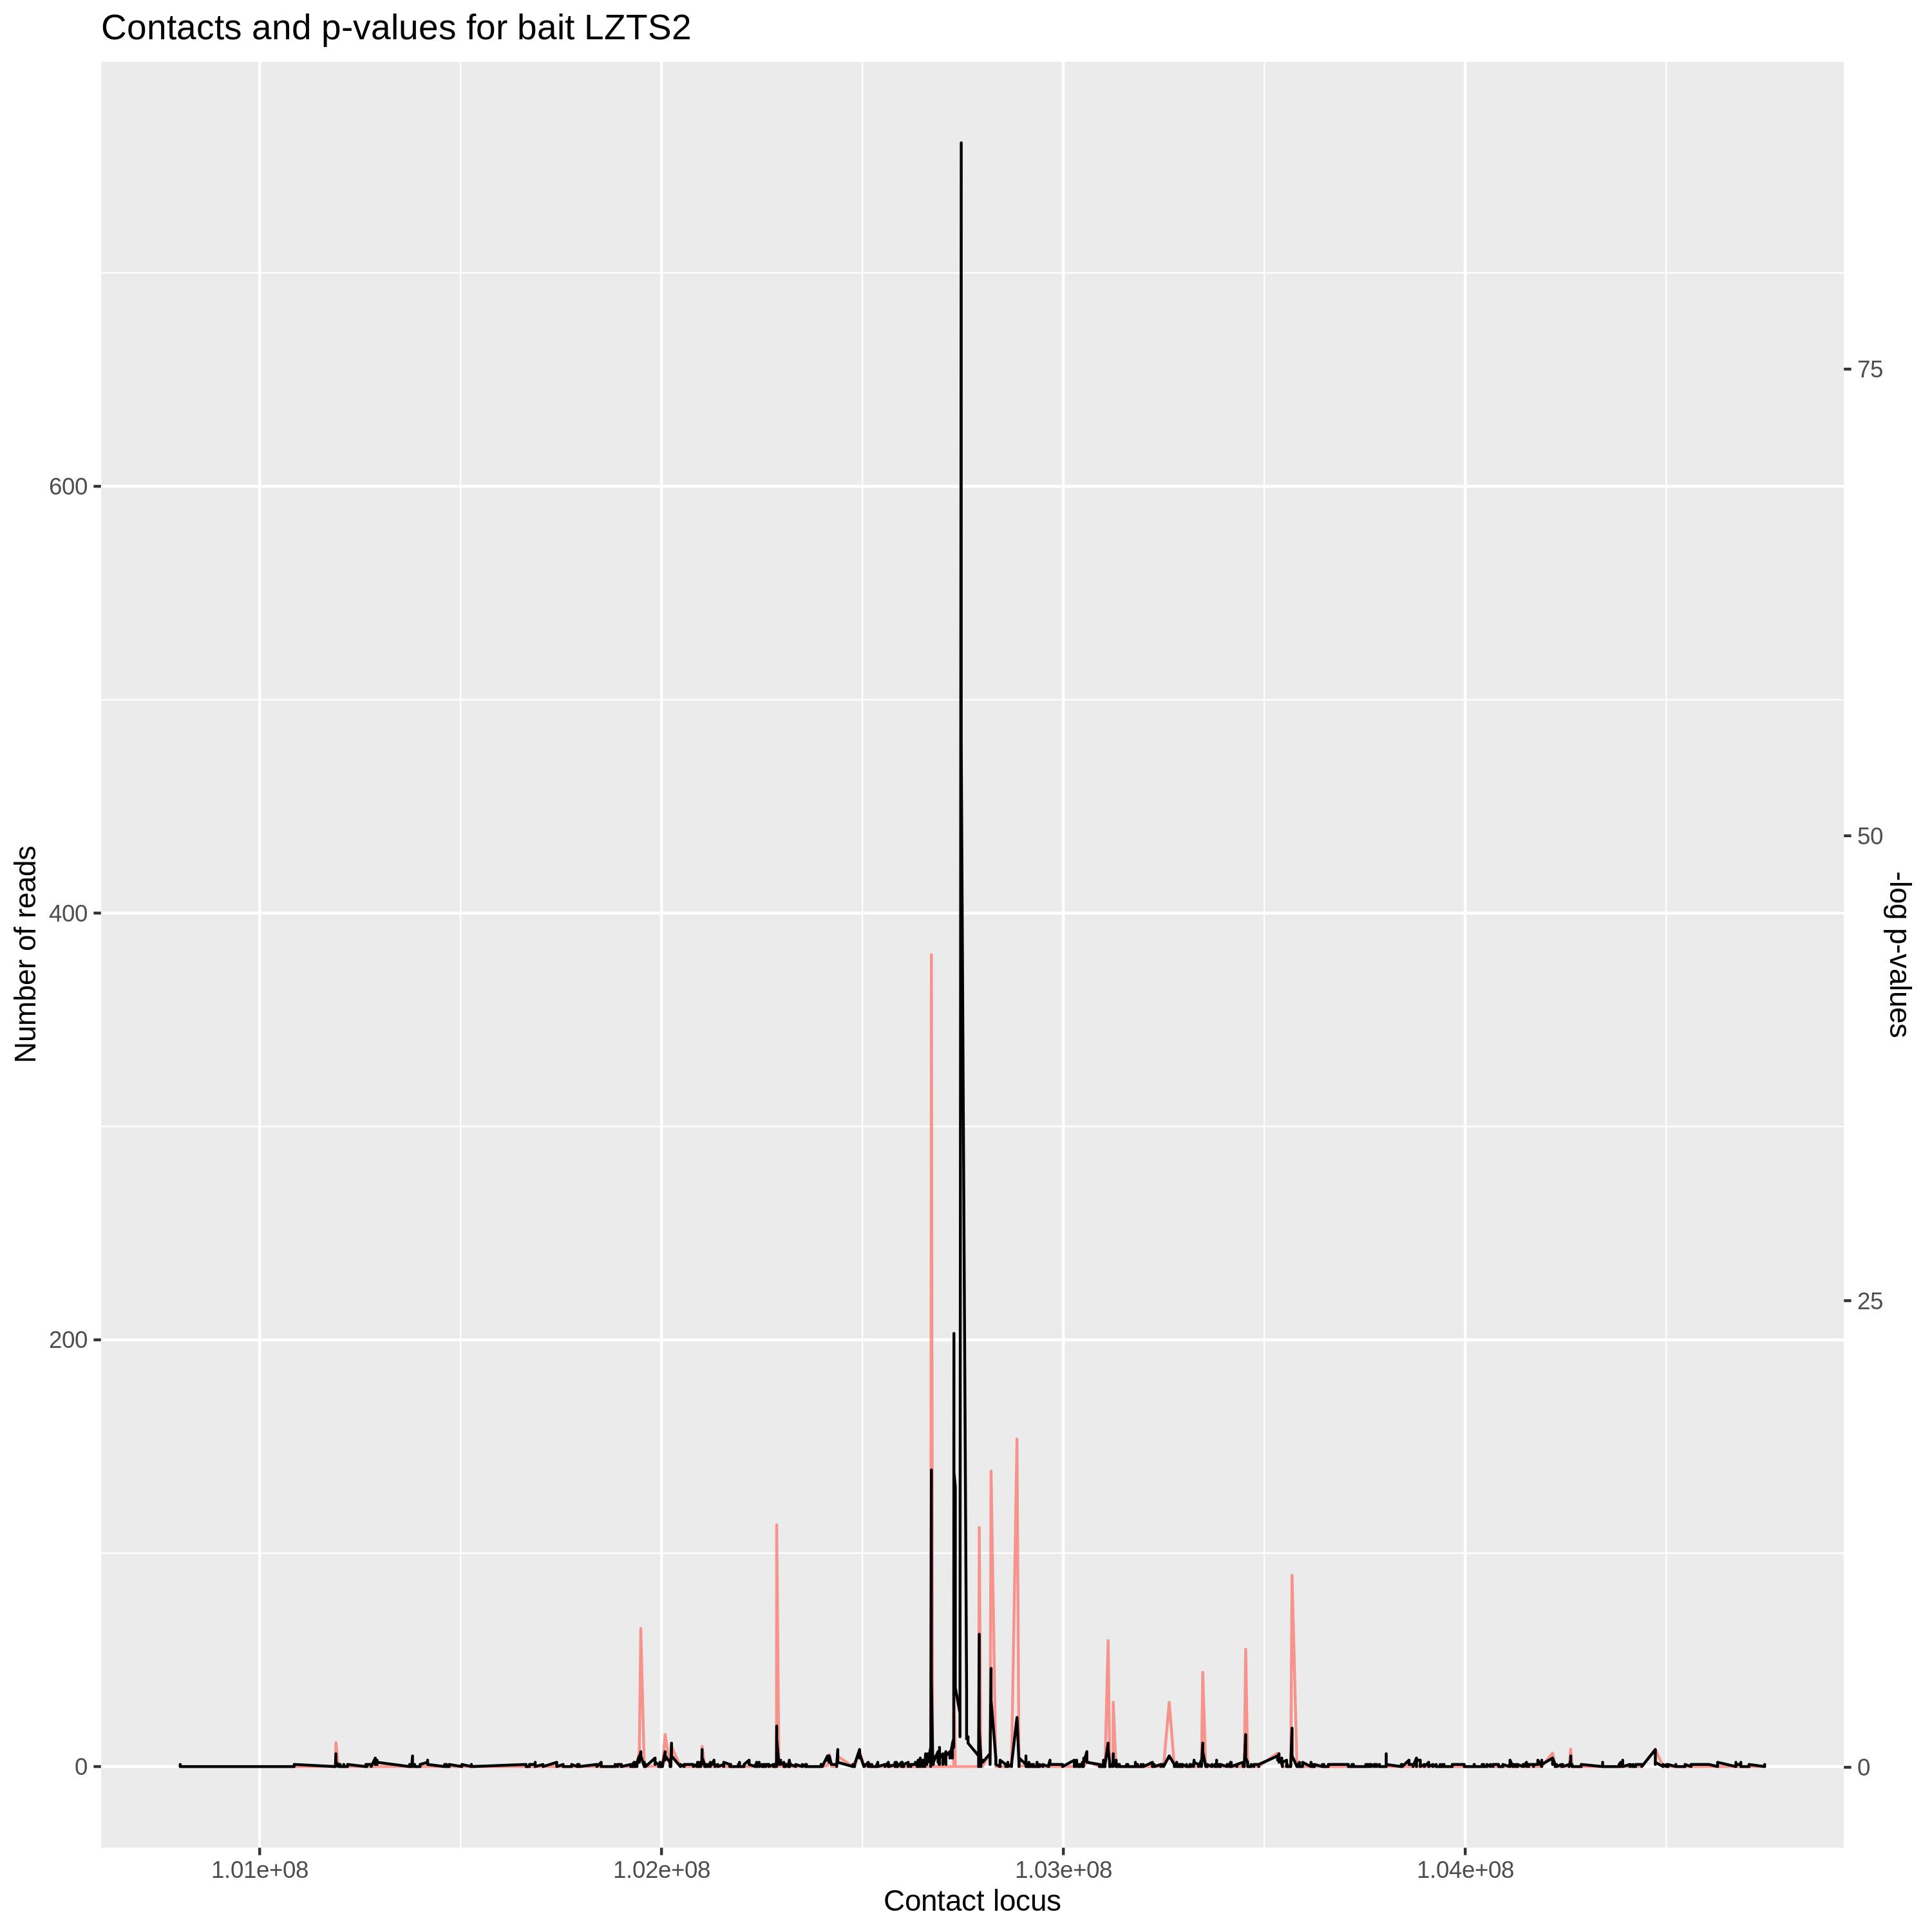 Contacts and p-values for bait LZTS2
Number of reads
600
400
200
0
75
50
25
0
-log p-values
1.01e+08
1.02e+08
1.03e+08
1.04e+08
Contact locus